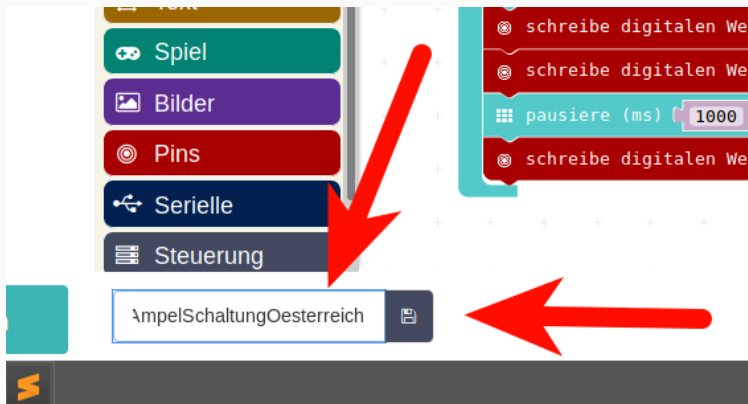 Text
Spiel
Bilder
Pins
Serielle
Steuerung
schreibe digitalen We
schreibe digitalen We
pausiere (ms) 1000
schreibe digitalen We
AmpelSchaltungOesterreich